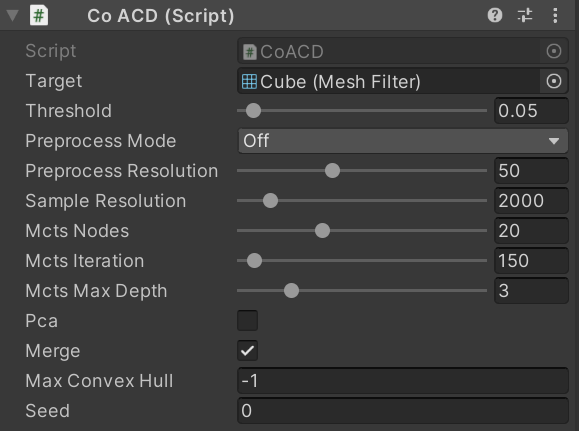 # Co ACD (Script)
Script # CoACD
Target Cube (Mesh Filter)
Threshold 0.05
Preprocess Mode Off
Preprocess Resolution 50
Sample Resolution 2000
Mcts Nodes 20
Mcts Iteration 150
Mcts Max Depth 3
Pca
Merge
Max Convex Hull -1
Seed 0